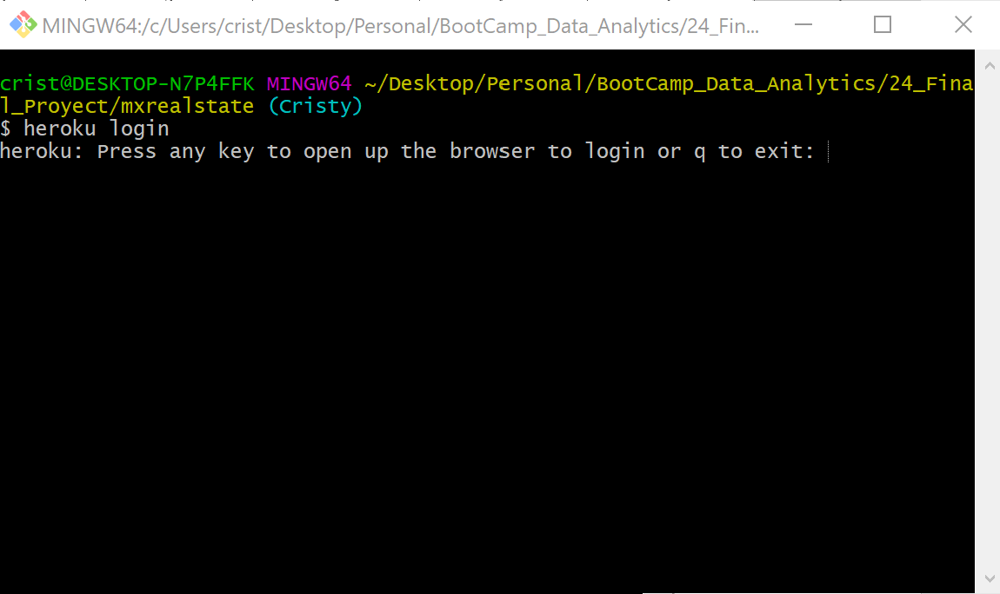 MINGW64:/c/Users/crist/Desktop/Personal/BootCamp_Data_Analytics/24_Fin...
crist@DESKTOP-N7P4FFK MINGW64 ~/Desktop/Personal/BootCamp_Data_Analytics/24_Fina
l_Proyect/mxrealstate (Cristy)
$ heroku login
heroku: Press any key to open up the browser to login or q to exit: